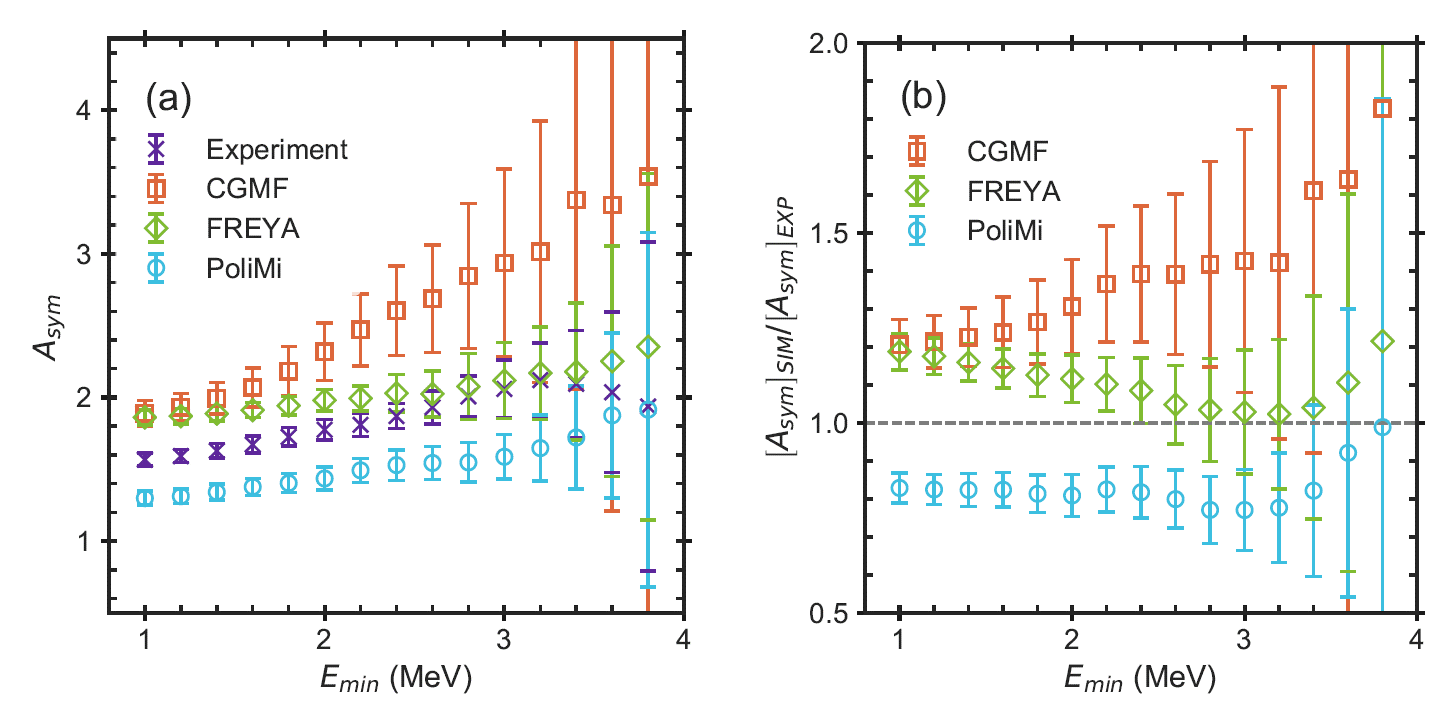 (a)
Experiment
CGMF
FREYA
PoliMi
4
3
2
1
A_sym
1 2 3 4
E_min (MeV)
(b)
CGMF
FREYA
PoliMi
2.0
1.5
1.0
0.5
[A_sym]_SIM/[A_sym]_EXP
1 2 3 4
E_min (MeV)